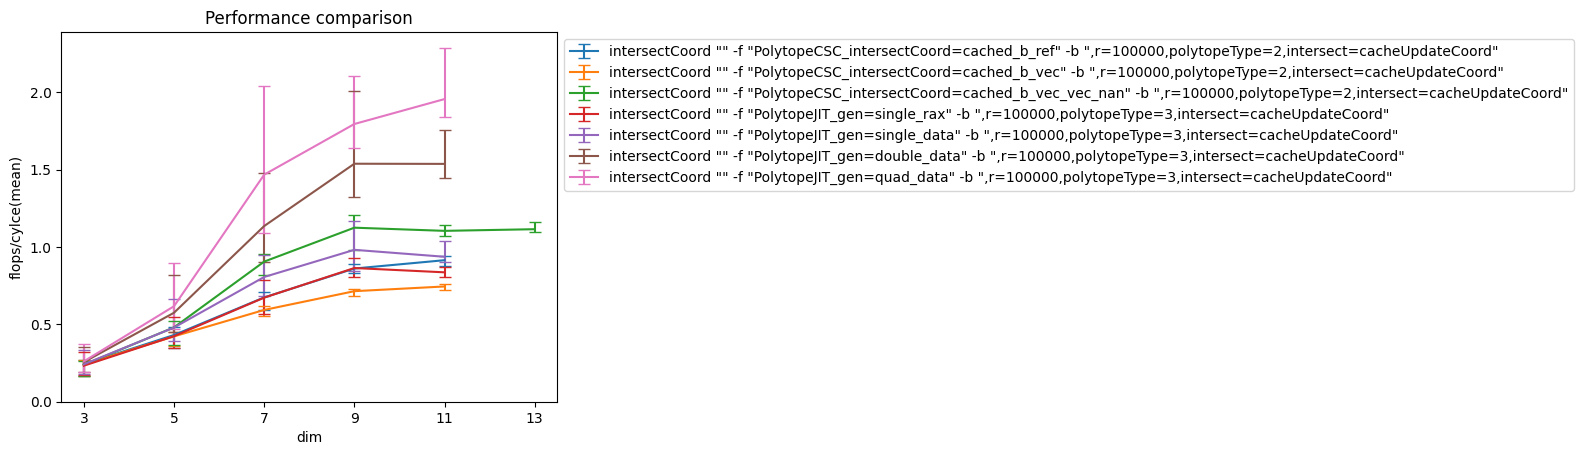 Performance comparison
flops/cylce(mean)
2.0
1.5
1.0
0.5
0.0
3 5 7 9 11 13
dim
intersectCoord "" -f "PolytopeCSC_intersectCoord=cached_b_ref" -b ",r=100000,polytopeType=2,intersect=cacheUpdateCoord"
intersectCoord "" -f "PolytopeCSC_intersectCoord=cached_b_vec" -b ",r=100000,polytopeType=2,intersect=cacheUpdateCoord"
intersectCoord "" -f "PolytopeCSC_intersectCoord=cached_b_vec_vec_nan" -b ",r=100000,polytopeType=2,intersect=cacheUpdateCoord"
intersectCoord "" -f "PolytopeJIT_gen=single_rax" -b ",r=100000,polytopeType=3,intersect=cacheUpdateCoord"
intersectCoord "" -f "PolytopeJIT_gen=single_data" -b ",r=100000,polytopeType=3,intersect=cacheUpdateCoord"
intersectCoord "" -f "PolytopeJIT_gen=double_data" -b ",r=100000,polytopeType=3,intersect=cacheUpdateCoord"
intersectCoord "" -f "PolytopeJIT_gen=quad_data" -b ",r=100000,polytopeType=3,intersect=cacheUpdateCoord"